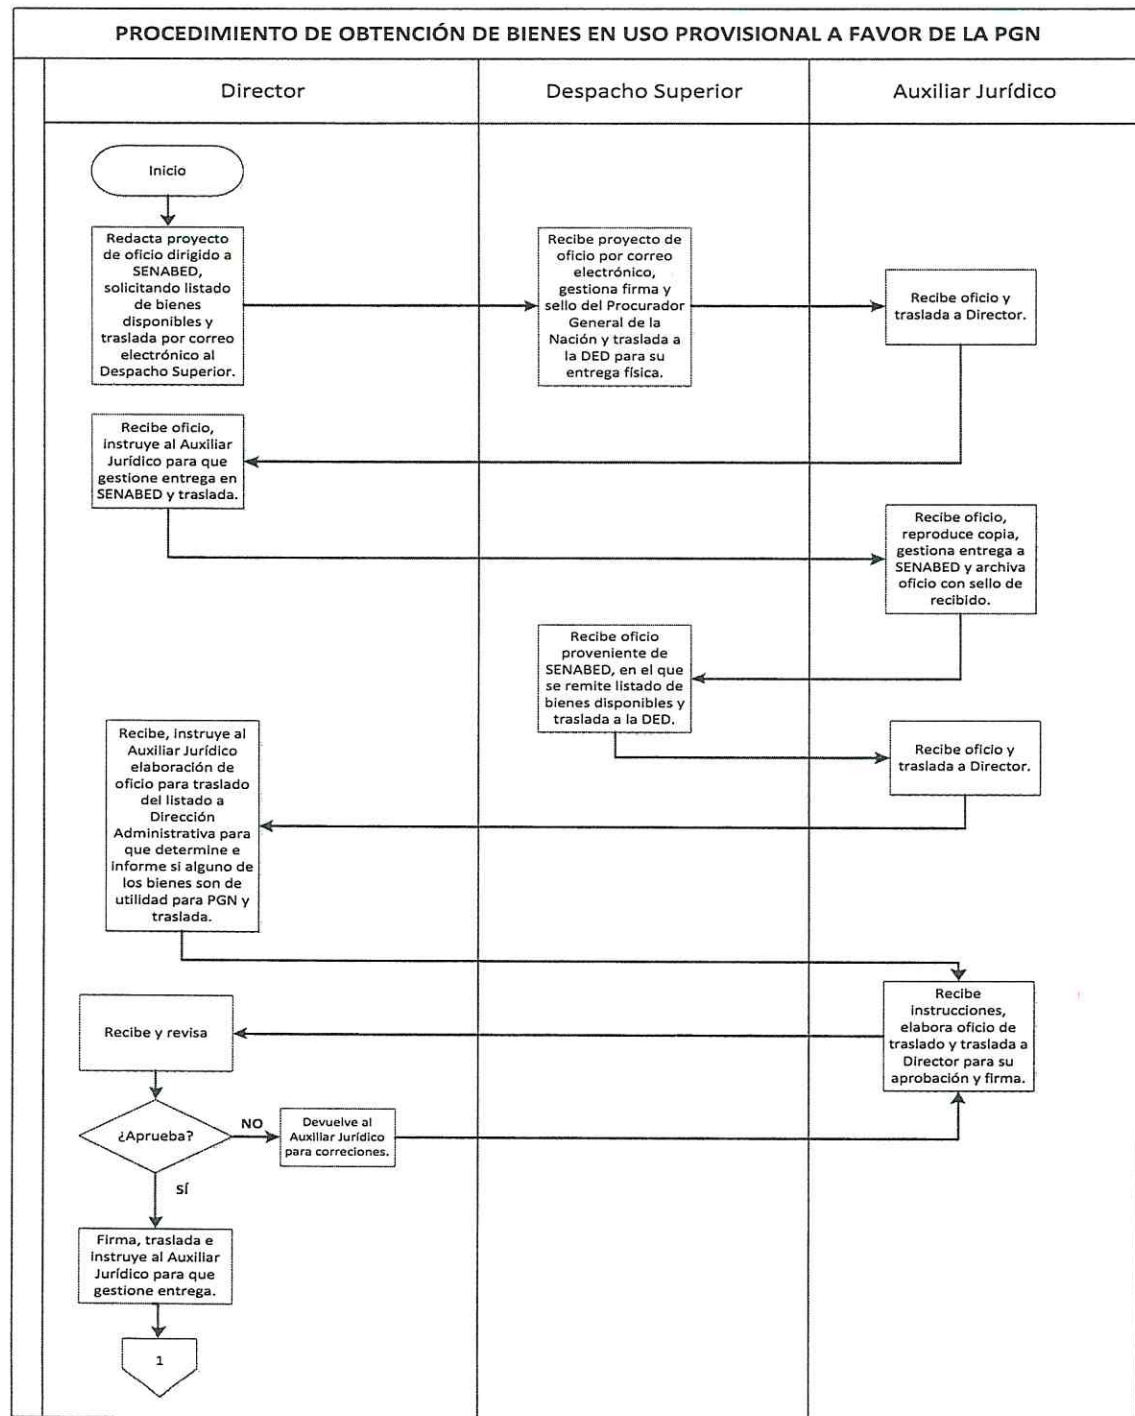 PROCEDIMIENTO DE OBTENCIÓN DE BIENES EN USO PROVISIONAL A FAVOR DE LA PGN
Director
Despacho Superior
Auxiliar Jurídico
Inicio
Redacta proyecto
de oficio dirigido a
SENABED,
solicitando listado
de bienes
disponibles y
traslada por correo
electrónico al
Despacho Superior.
Recibe proyecto de
oficio por correo
electrónico,
gestiona firma y
sello del Procurador
General de la
Nación y traslada a
la DED para su
entrega física.
Recibe oficio y
traslada a Director.
Recibe oficio,
instruye al Auxiliar
Jurídico para que
gestione entrega en
SENABED y traslada.
Recibe oficio,
reproduce copia,
gestiona entrega a
SENABED y archiva
oficio con sello de
recibido.
Recibe oficio
proveniente de
SENABED, en el que
se remite listado de
bienes disponibles y
traslada a la DED.
Recibe oficio y
traslada a Director.
Recibe, instruye al
Auxiliar Jurídico
elaboración de
oficio para traslado
del listado a
Dirección
Administrativa para
que determine e
informe si alguno de
los bienes son de
utilidad para PGN y
traslada.
Recibe
instrucciones,
elabora oficio de
traslado y traslada a
Director para su
aprobación y firma.
Recibe y revisa
¿Aprueba?
NO
Devuelve al
Auxiliar Jurídico
para correciones.
SÍ
Firma, traslada e
instruye al Auxiliar
Jurídico para que
gestione entrega.
1